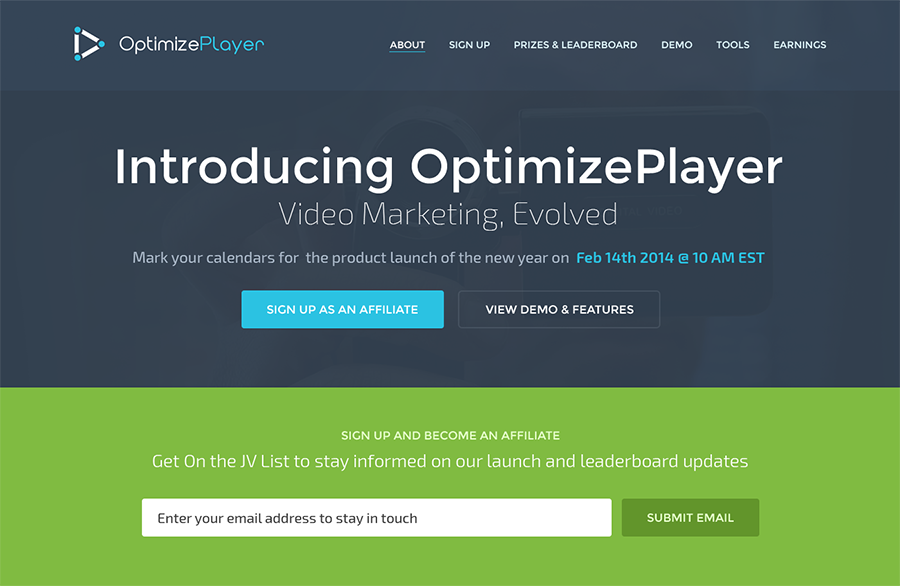 OptimizePlayer
ABOUT SIGN UP PRIZES & LEADERBOARD DEMO TOOLS EARNINGS
Introducing OptimizePlayer
Video Marketing, Evolved
Mark your calendars for the product launch of the new year on Feb 14th 2014 @ 10 AM EST
SIGN UP AS AN AFFILIATE VIEW DEMO & FEATURES
SIGN UP AND BECOME AN AFFILIATE
Get On the JV List to stay informed on our launch and leaderboard updates
Enter your email address to stay in touch SUBMIT EMAIL